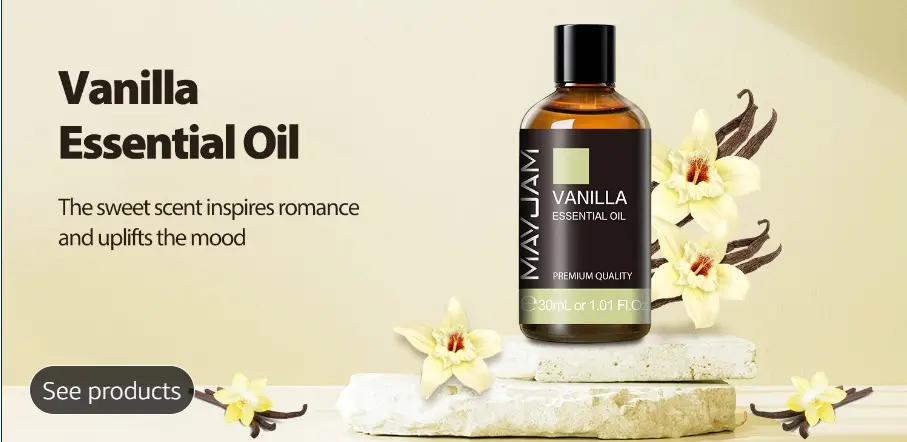 Vanilla
Essential Oil
The sweet scent inspires romance
and uplifts the mood
MAYJAM
VANILLA
ESSENTIAL OIL
PREMIUM QUALITY
℮30mL or 1.01 Fl.Oz
See products